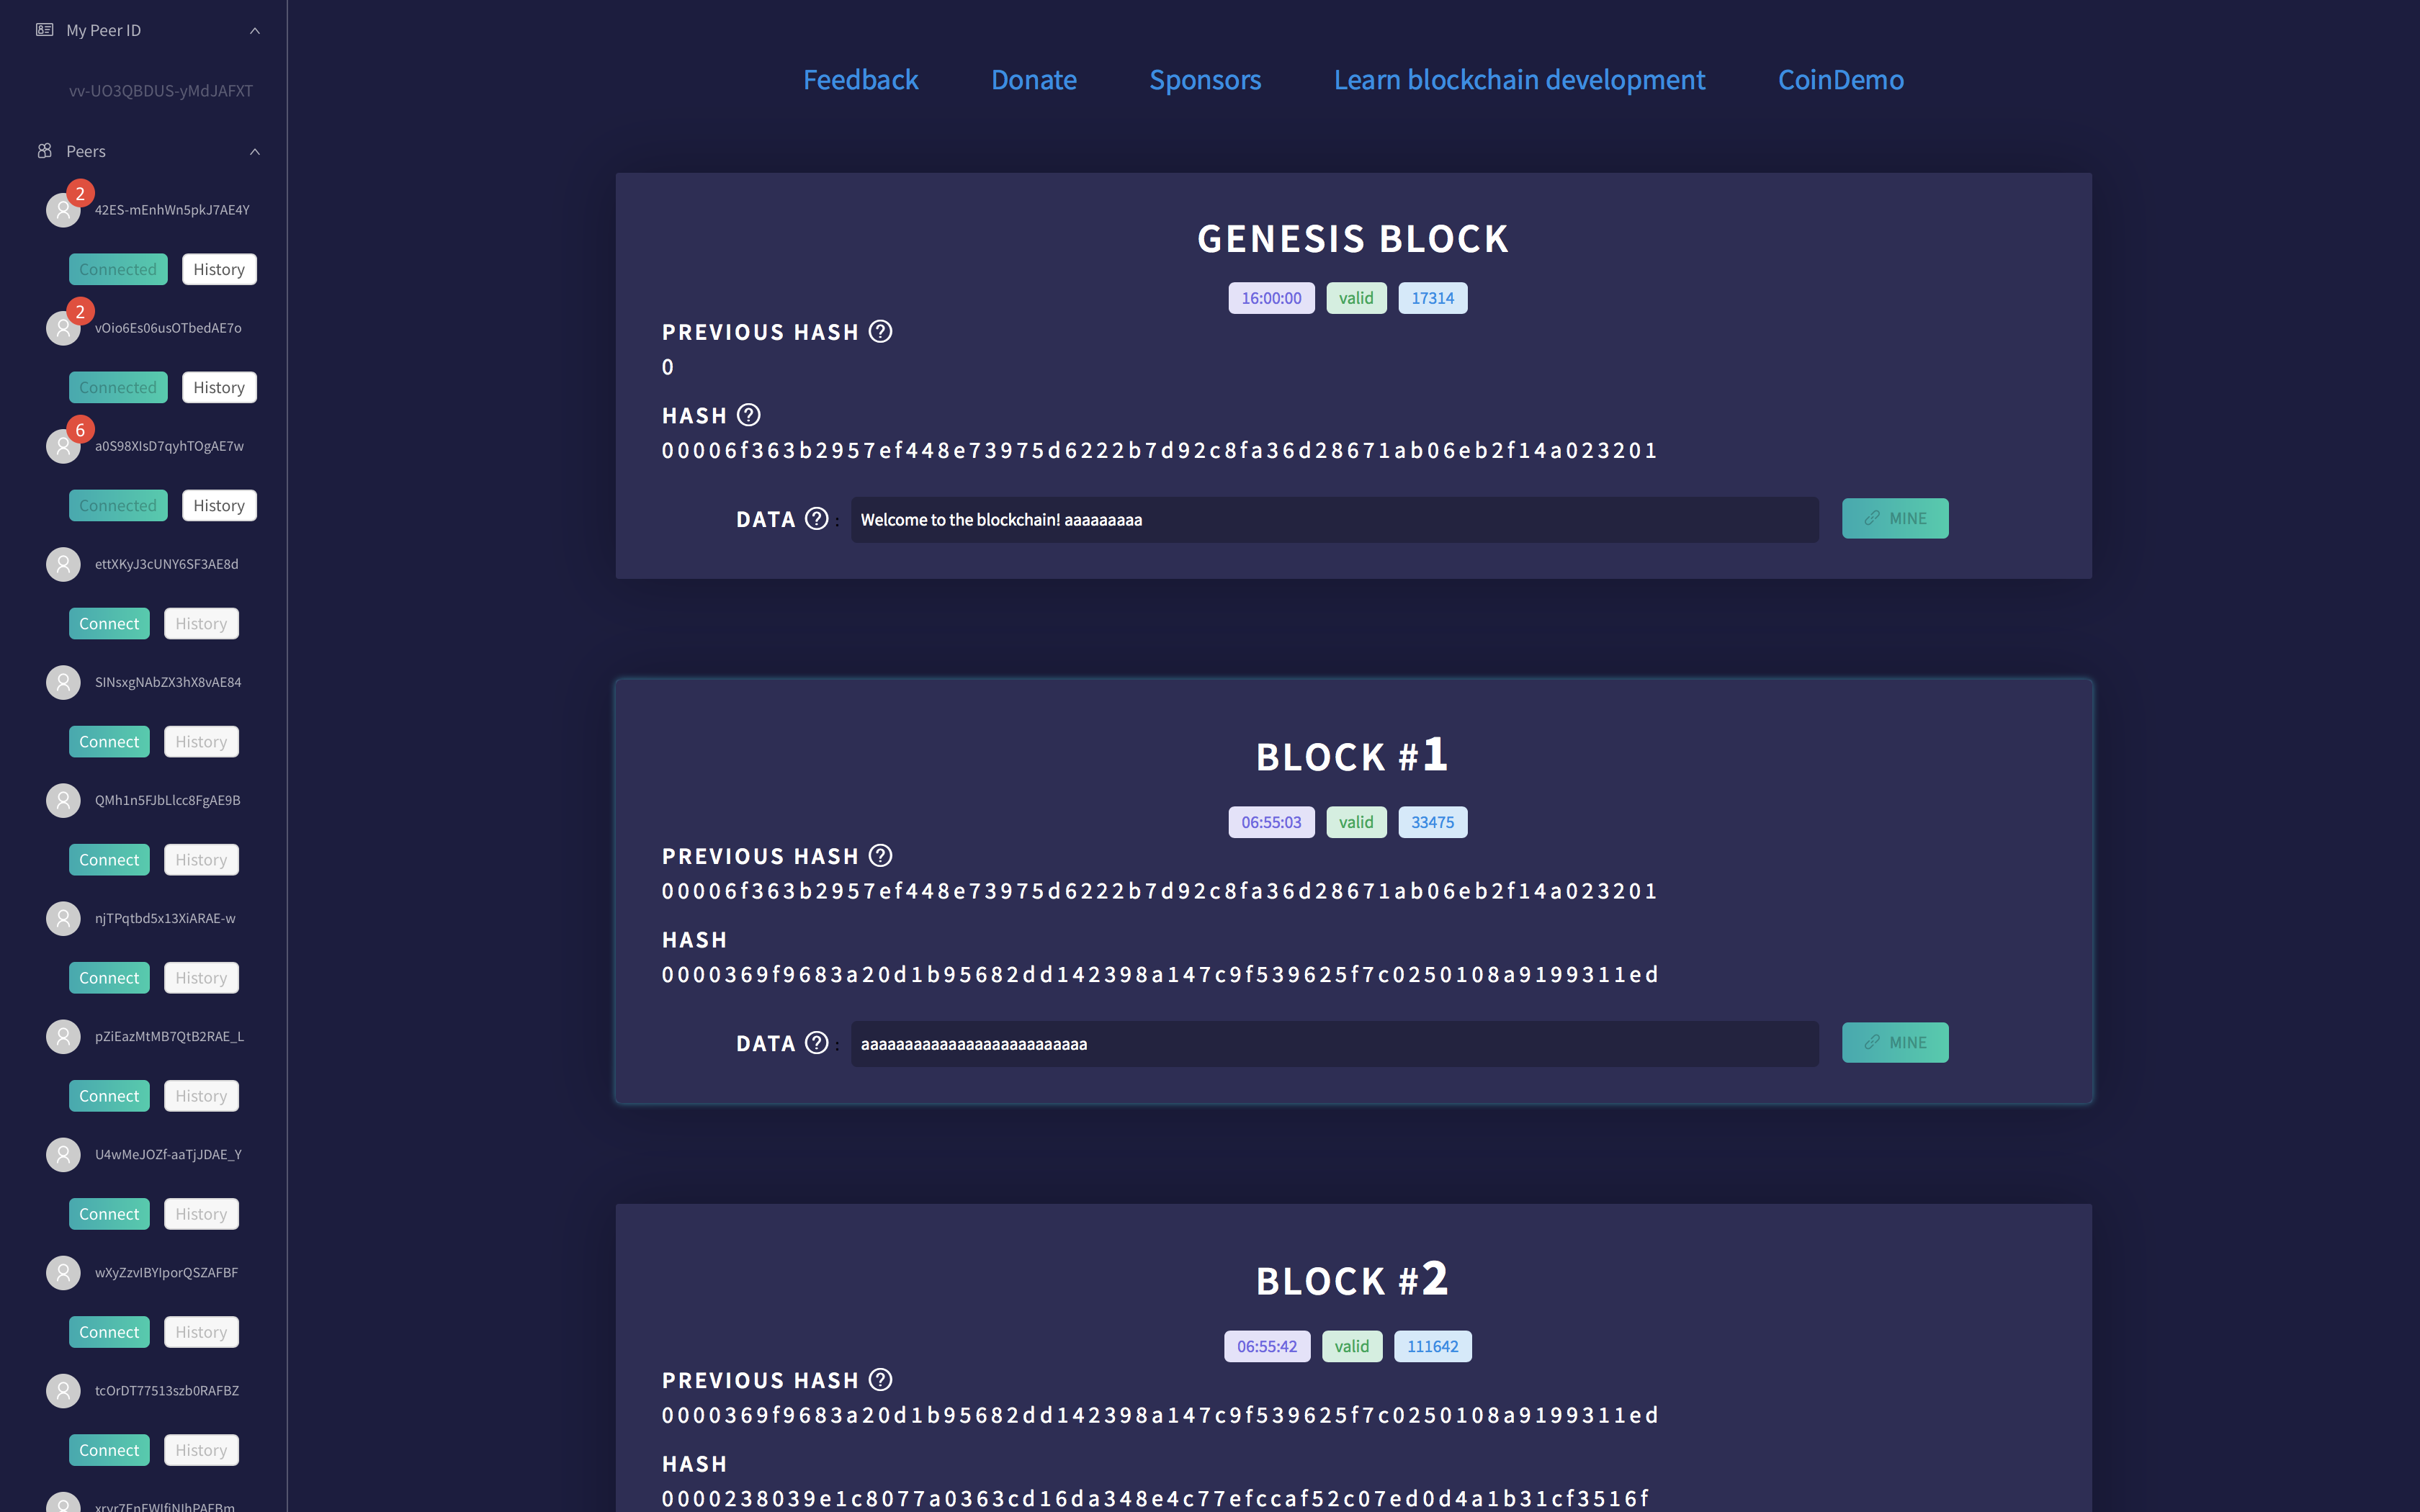 My Peer ID
vv-UO3QBDUS-yMdJAFXT
Peers
2
42ES-mEnhWn5pkJ7AE4Y
Connected History
2
vOio6Es06usOTbedAE7o
Connected History
6
a0S98XIsD7qyhTOgAE7w
Connected History
ettXKyJ3cUNY6SF3AE8d
Connect History
SINsxgNAbZX3hX8vAE84
Connect History
QMh1n5FJbLlcc8FgAE9B
Connect History
njTPqtbd5x13XiARAE-w
Connect History
pZiEazMtMB7QtB2RAE_L
Connect History
U4wMeJOZf-aaTjJDAE_Y
Connect History
wXyZzvIBYIporQSZAFBF
Connect History
tcOrDT77513szb0RAFBZ
Connect History
Feedback Donate Sponsors Learn blockchain development CoinDemo
GENESIS BLOCK
16:00:00 valid 17314
PREVIOUS HASH ?
0
HASH ?
00006f363b2957ef448e73975d6222b7d92c8fa36d28671ab06eb2f14a023201
DATA ? : Welcome to the blockchain! aaaaaaaaa MINE
BLOCK #1
06:55:03 valid 33475
PREVIOUS HASH ?
00006f363b2957ef448e73975d6222b7d92c8fa36d28671ab06eb2f14a023201
HASH
0000369f9683a20d1b95682dd142398a147c9f539625f7c0250108a9199311ed
DATA ? : aaaaaaaaaaaaaaaaaaaaaaaaaa MINE
BLOCK #2
06:55:42 valid 111642
PREVIOUS HASH ?
0000369f9683a20d1b95682dd142398a147c9f539625f7c0250108a9199311ed
HASH
0000238039e1c8077a0363cd16da348e4c77efccaf52c07ed0d4a1b31cf3516f